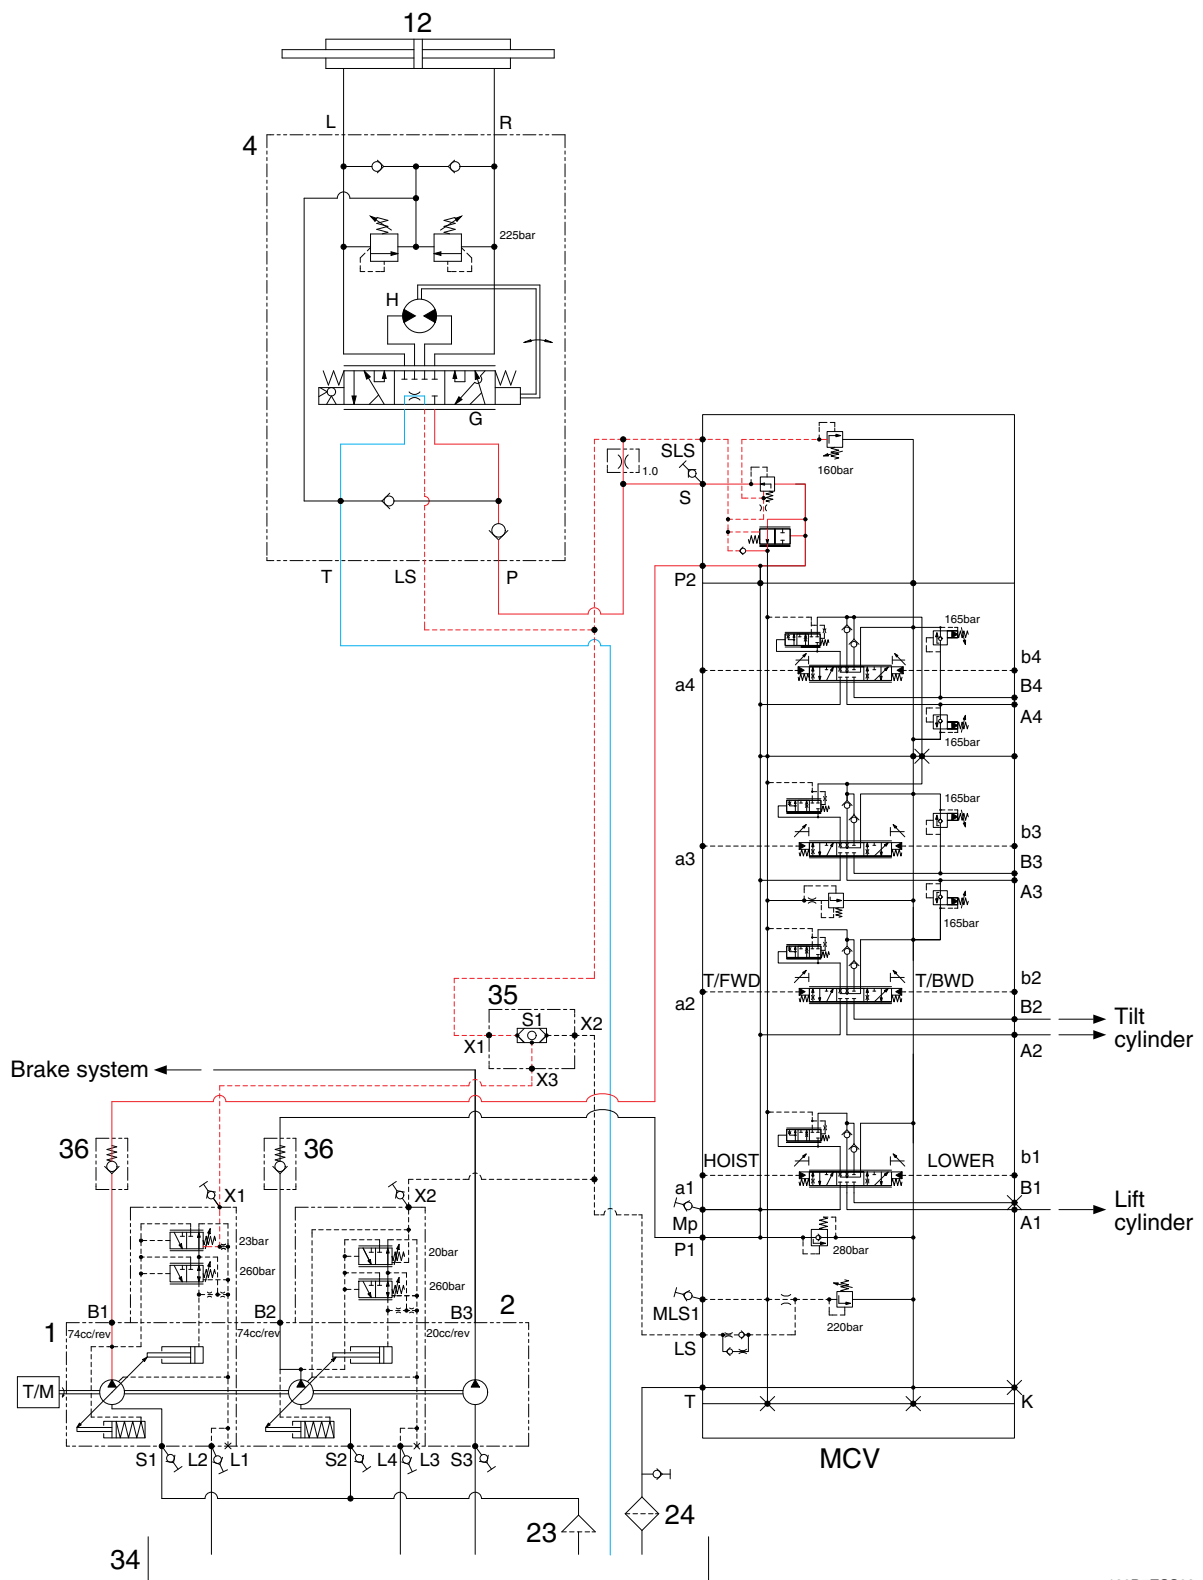 12
L
R
4
225bar
H
G
SLS
1.0
160bar
S
T
LS
P
P2
165bar
b4
a4
B4
A4
165bar
165bar
b3
a3
B3
A3
165bar
T/FWD
T/BWD
b2
a2
B2
Tilt
cylinder
A2
35
S1
X2
X1
X3
Brake system
36
36
HOIST
LOWER
b1
a1
B1
Lift
cylinder
A1
X1
X2
Mp
P1
23bar
20bar
280bar
260bar
260bar
MLS1
220bar
B1
B2
B3
2
1
74cc/rev
74cc/rev
20cc/rev
LS
T/M
T
K
MCV
S1
L2
L1
S2
L4
L3
S3
23
24
34